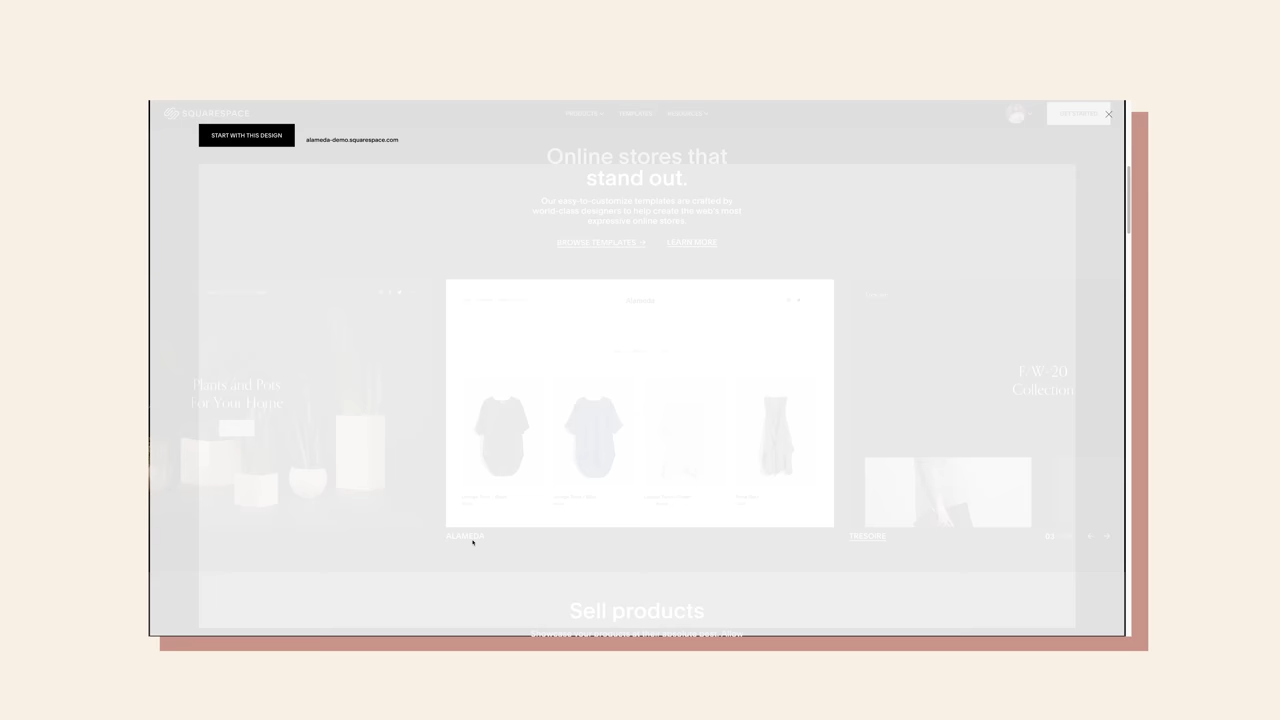 SQUARESPACE
PRODUCTS
TEMPLATES
RESOURCES
GET STARTED
START WITH THIS DESIGN
alameda-demo.squarespace.com
Online stores that
stand out.
Our easy-to-customize templates are crafted by
world-class designers to help create the web's most
expressive online stores.
BROWSE TEMPLATES →
LEARN MORE
Alameda
Plants and Pots
For Your Home
F/W-20
Collection
ALAMEDA
TRESOIRE
Sell products
Showcase your products at their absolute best. Allow